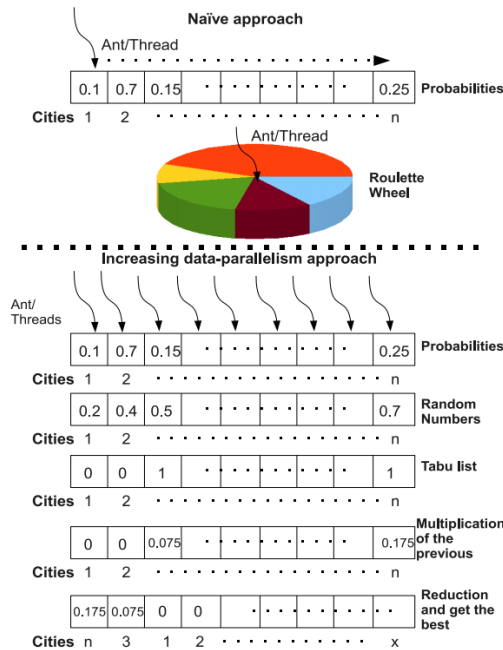 Naïve approach
Ant/Thread
0.1 0.7 0.15 0.25 Probabilities
Cities 1 2 n
Ant/Thread
Roulette
Wheel
Increasing data-parallelism approach
Ant/
Threads
0.1 0.7 0.15 0.25 Probabilities
Cities 1 2 n
0.2 0.4 0.5 0.7 Random
Numbers
Cities 1 2 n
0 0 1 1 Tabu list
Cities 1 2 n
0 0 0.075 0.175 Multiplication
of the
previous
Cities 1 2 n
0.175 0.075 0 0 Reduction
and get the
best
Cities n 3 1 2 x